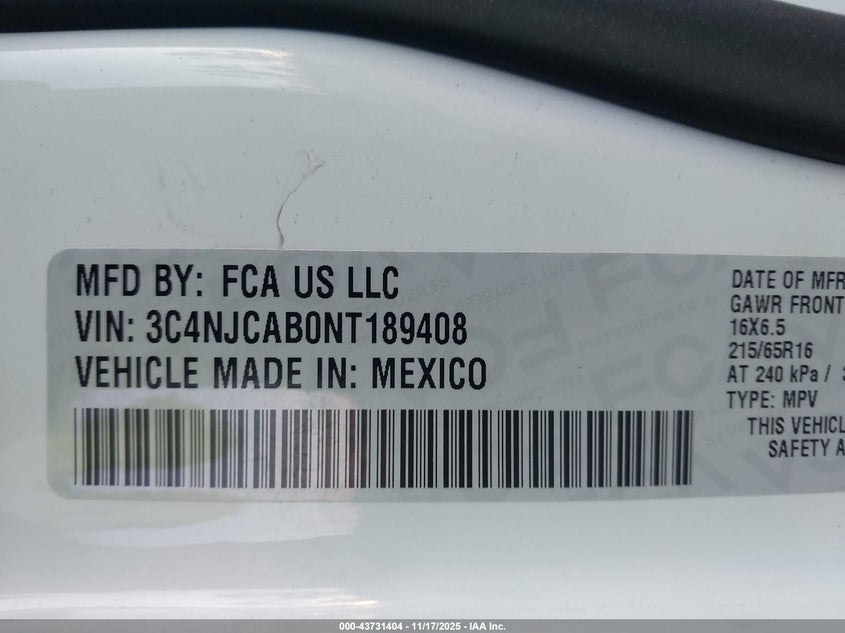 MFD BY: FCA US LLC
VIN: 3C4NJCAB0NT189408
VEHICLE MADE IN: MEXICO
DATE OF MFR
GAWR FRONT
16X6.5
215/65R16
AT 240 kPa / 3
TYPE: MPV
THIS VEHICL
SAFETY A
000-43731404 | 11/17/2025 - IAA Inc.